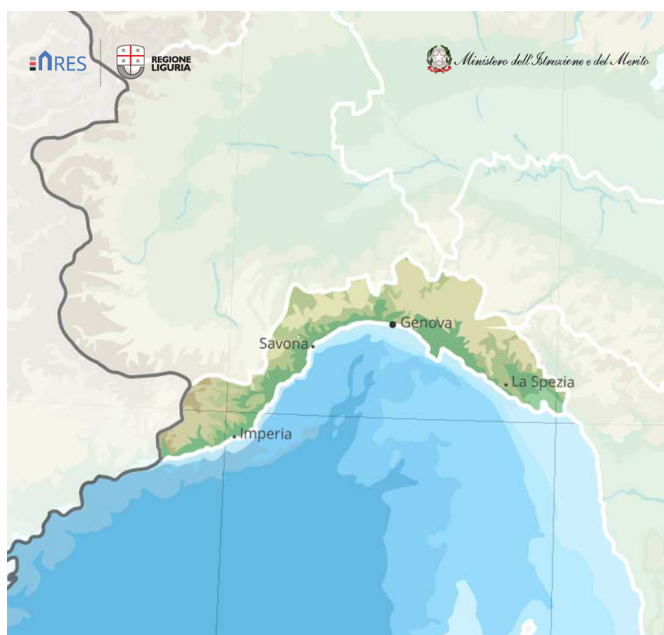 ARES
REGIONE
LIGURIA
Ministero dell'Istruzione e del Merito
Genova
Savona
La Spezia
Imperia